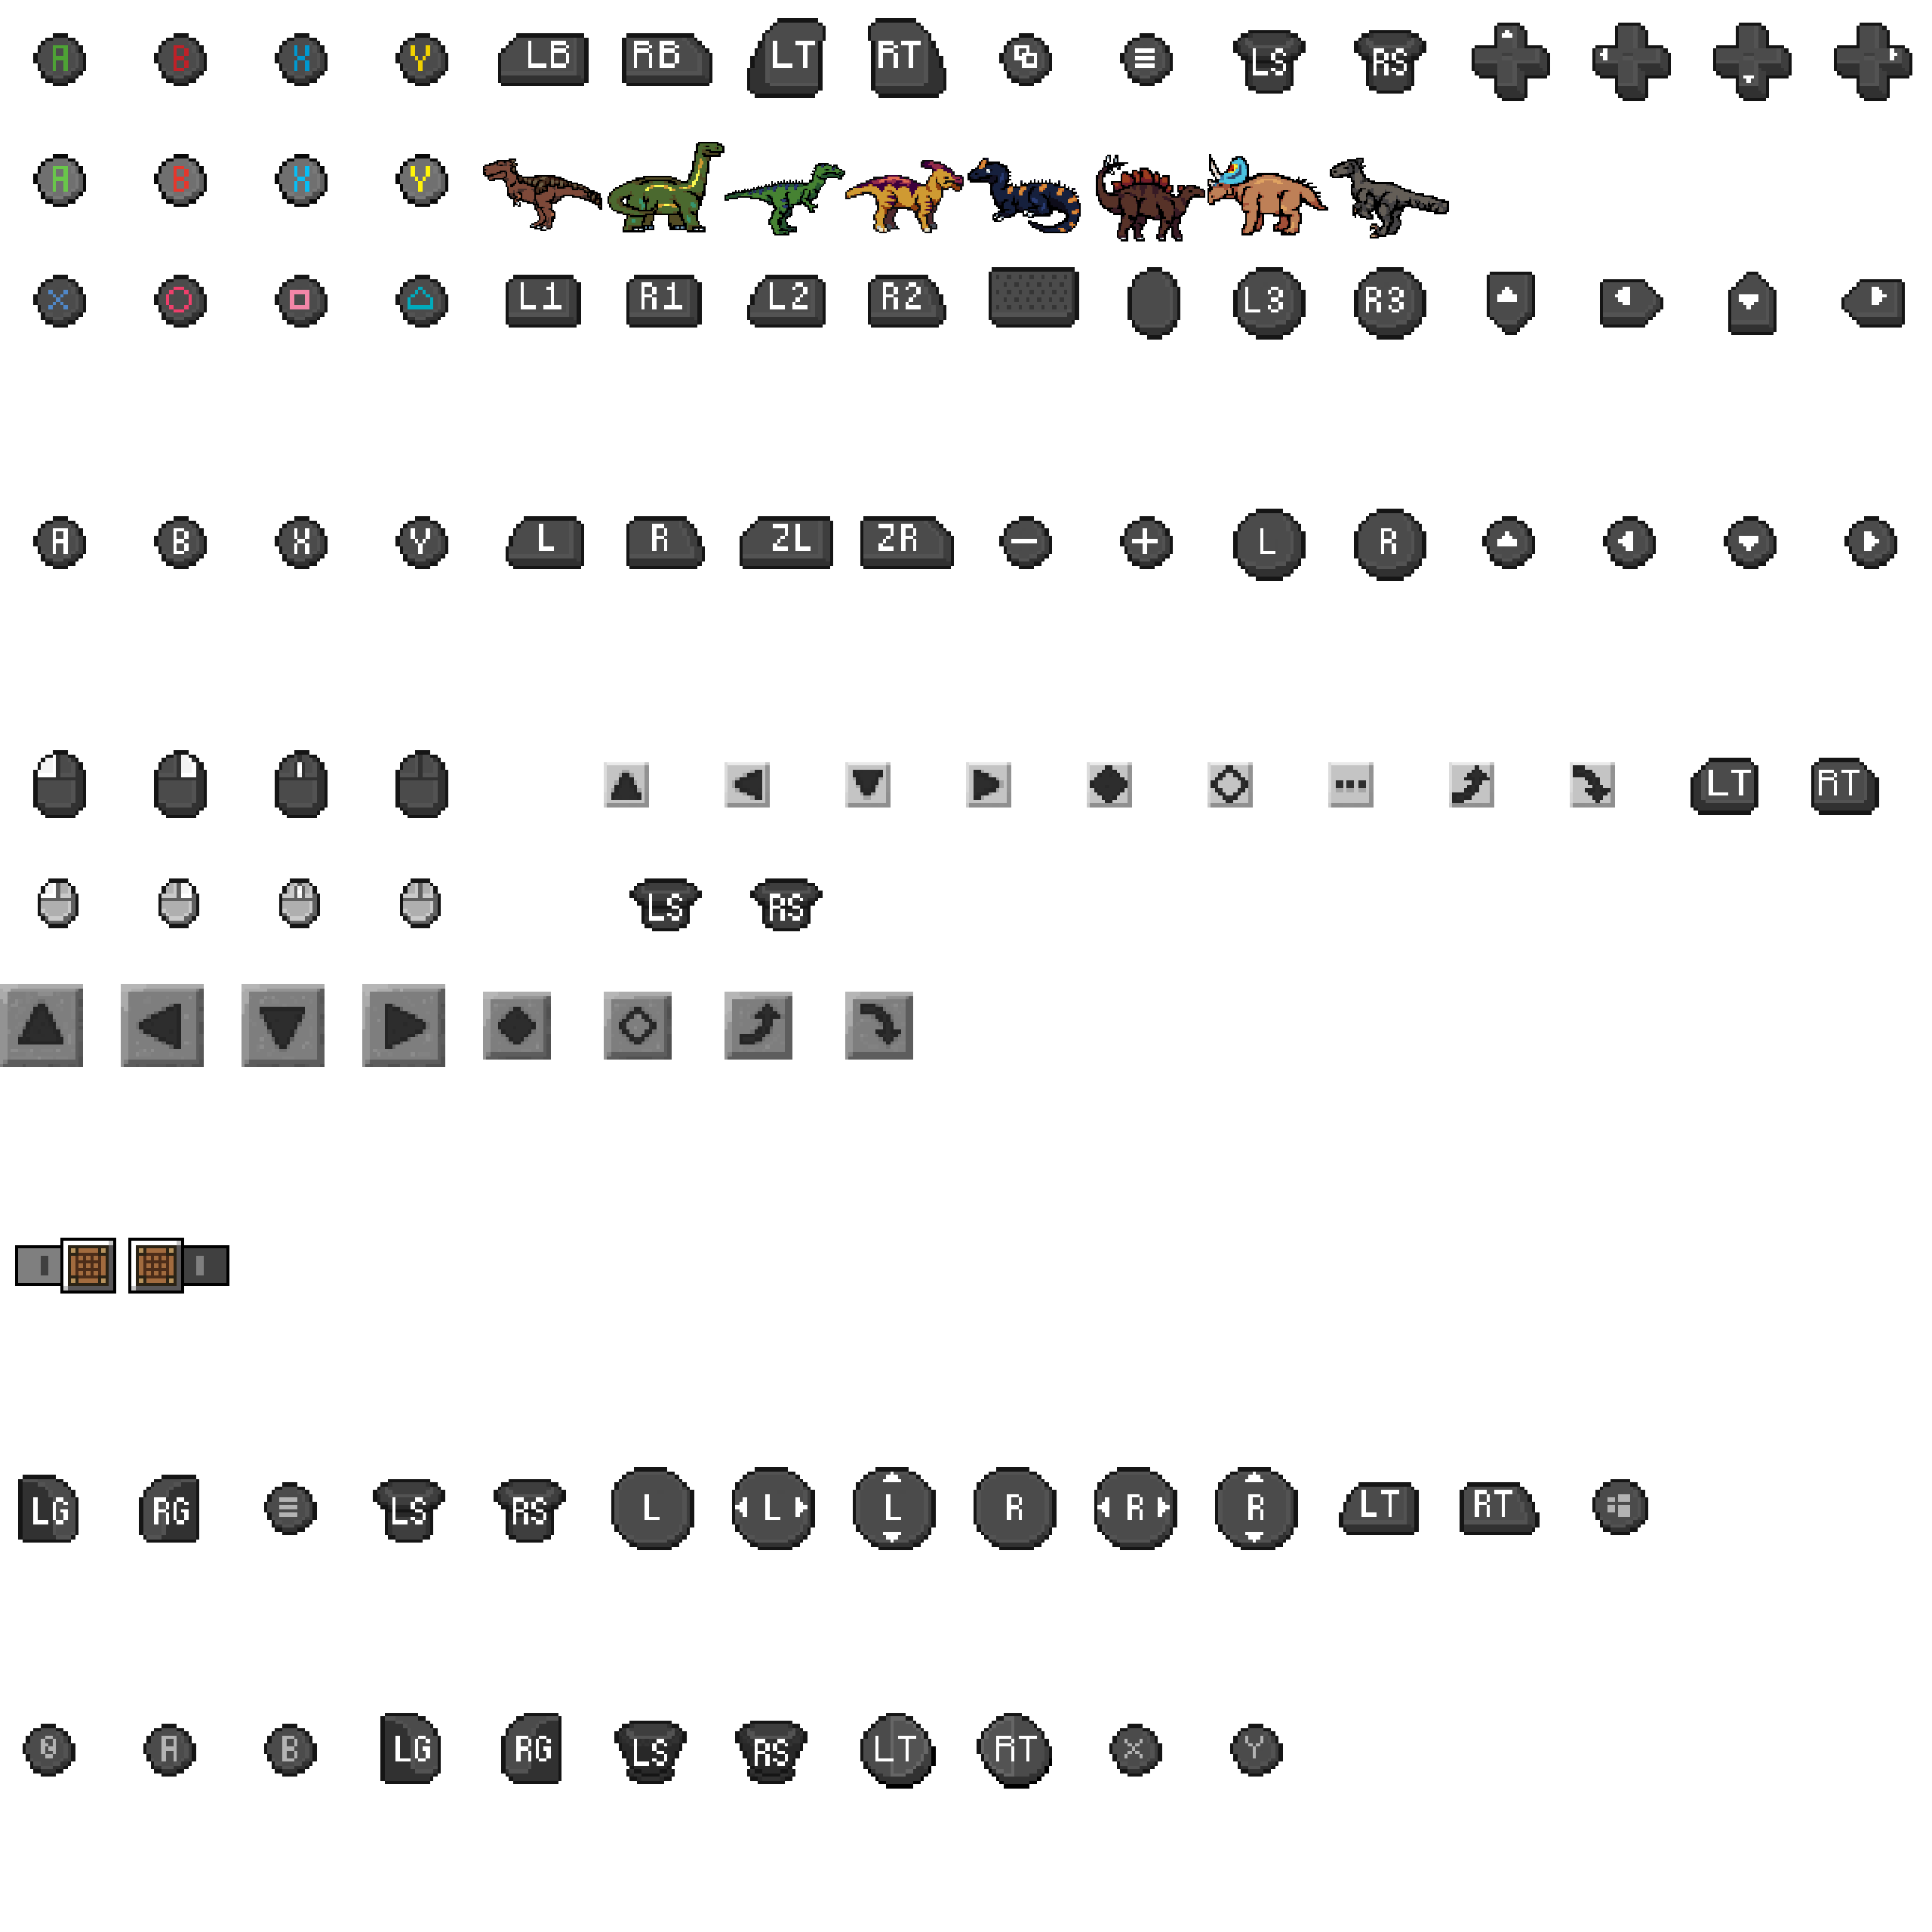 A B X Y LB RB LT RT LS RS
A B X Y
L1 R1 L2 R2 L3 R3
A B X Y L R ZL ZR L R
LT RT
LS RS
LG RG LS RS L L L R R R LT RT
A B LG RG LS RS LT RT X Y